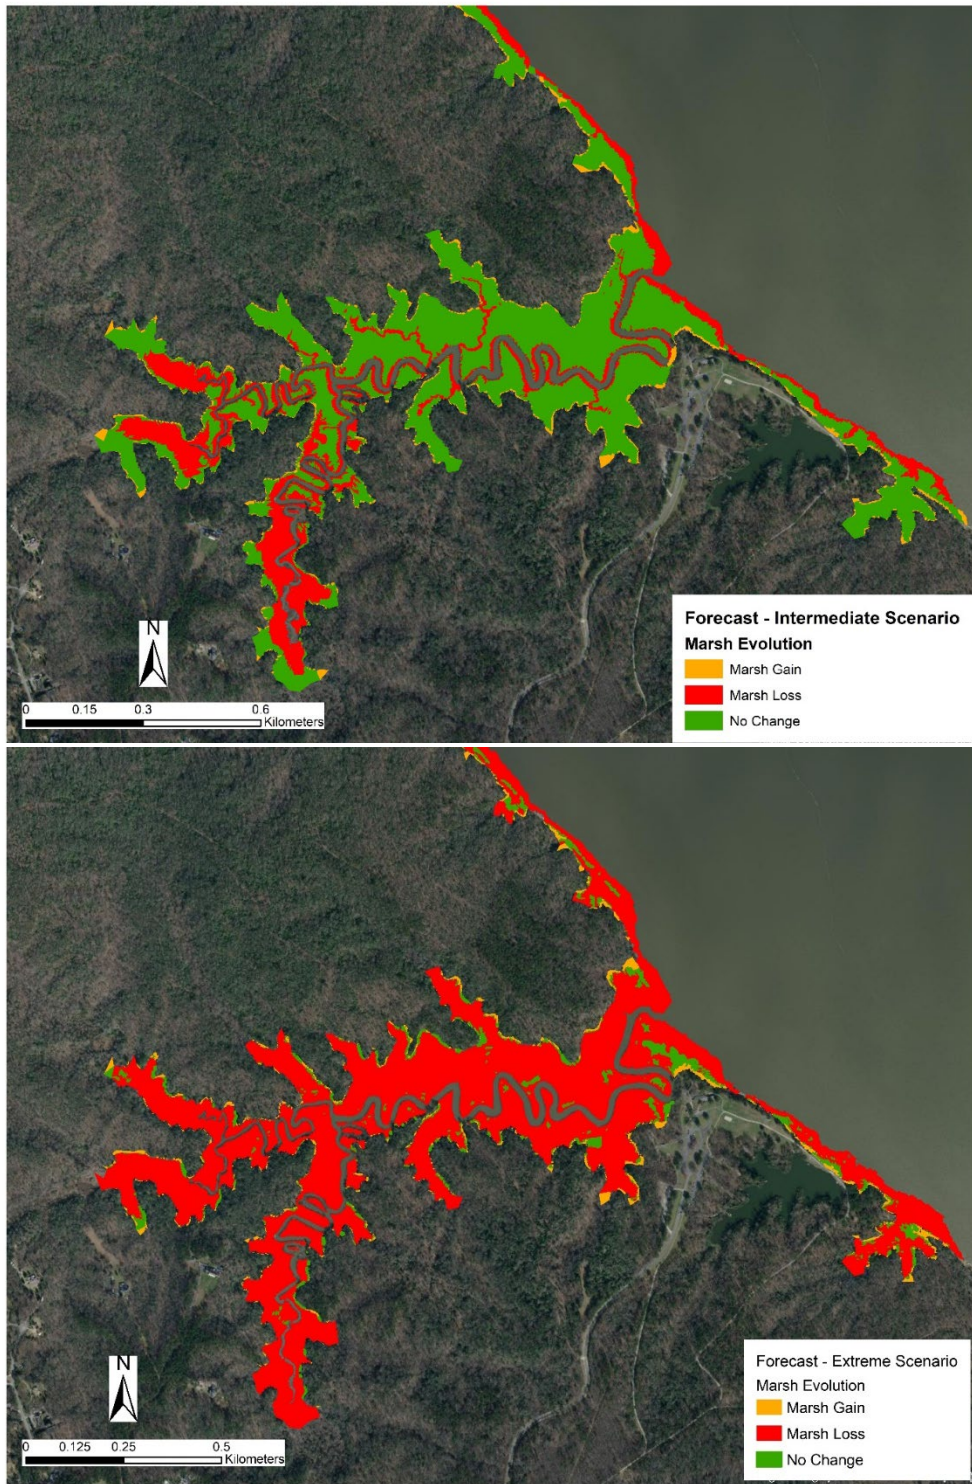 Forecast - Intermediate Scenario
Marsh Evolution
Marsh Gain
Marsh Loss
No Change
N
0 0.15 0.3 0.6
Kilometers
Forecast - Extreme Scenario
Marsh Evolution
Marsh Gain
Marsh Loss
No Change
N
0 0.125 0.25 0.5
Kilometers